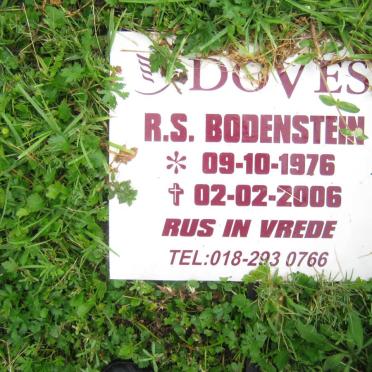 DOVES
R.S. BODENSTEIN
* 09-10-1976
✝ 02-02-2006
RUS IN VREDE
TEL:018-293 0766